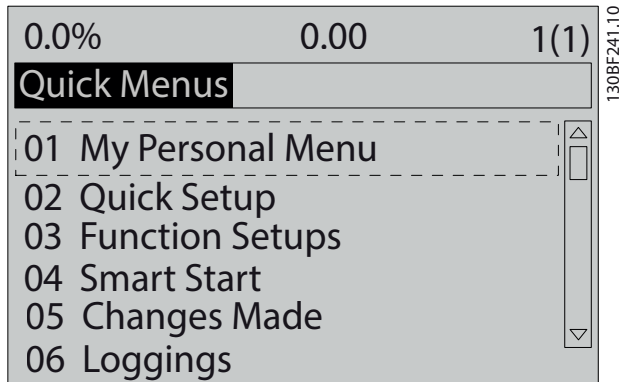 0.0% 0.00 1(1)
Quick Menus
01 My Personal Menu
02 Quick Setup
03 Function Setups
04 Smart Start
05 Changes Made
06 Loggings
130BF241.10